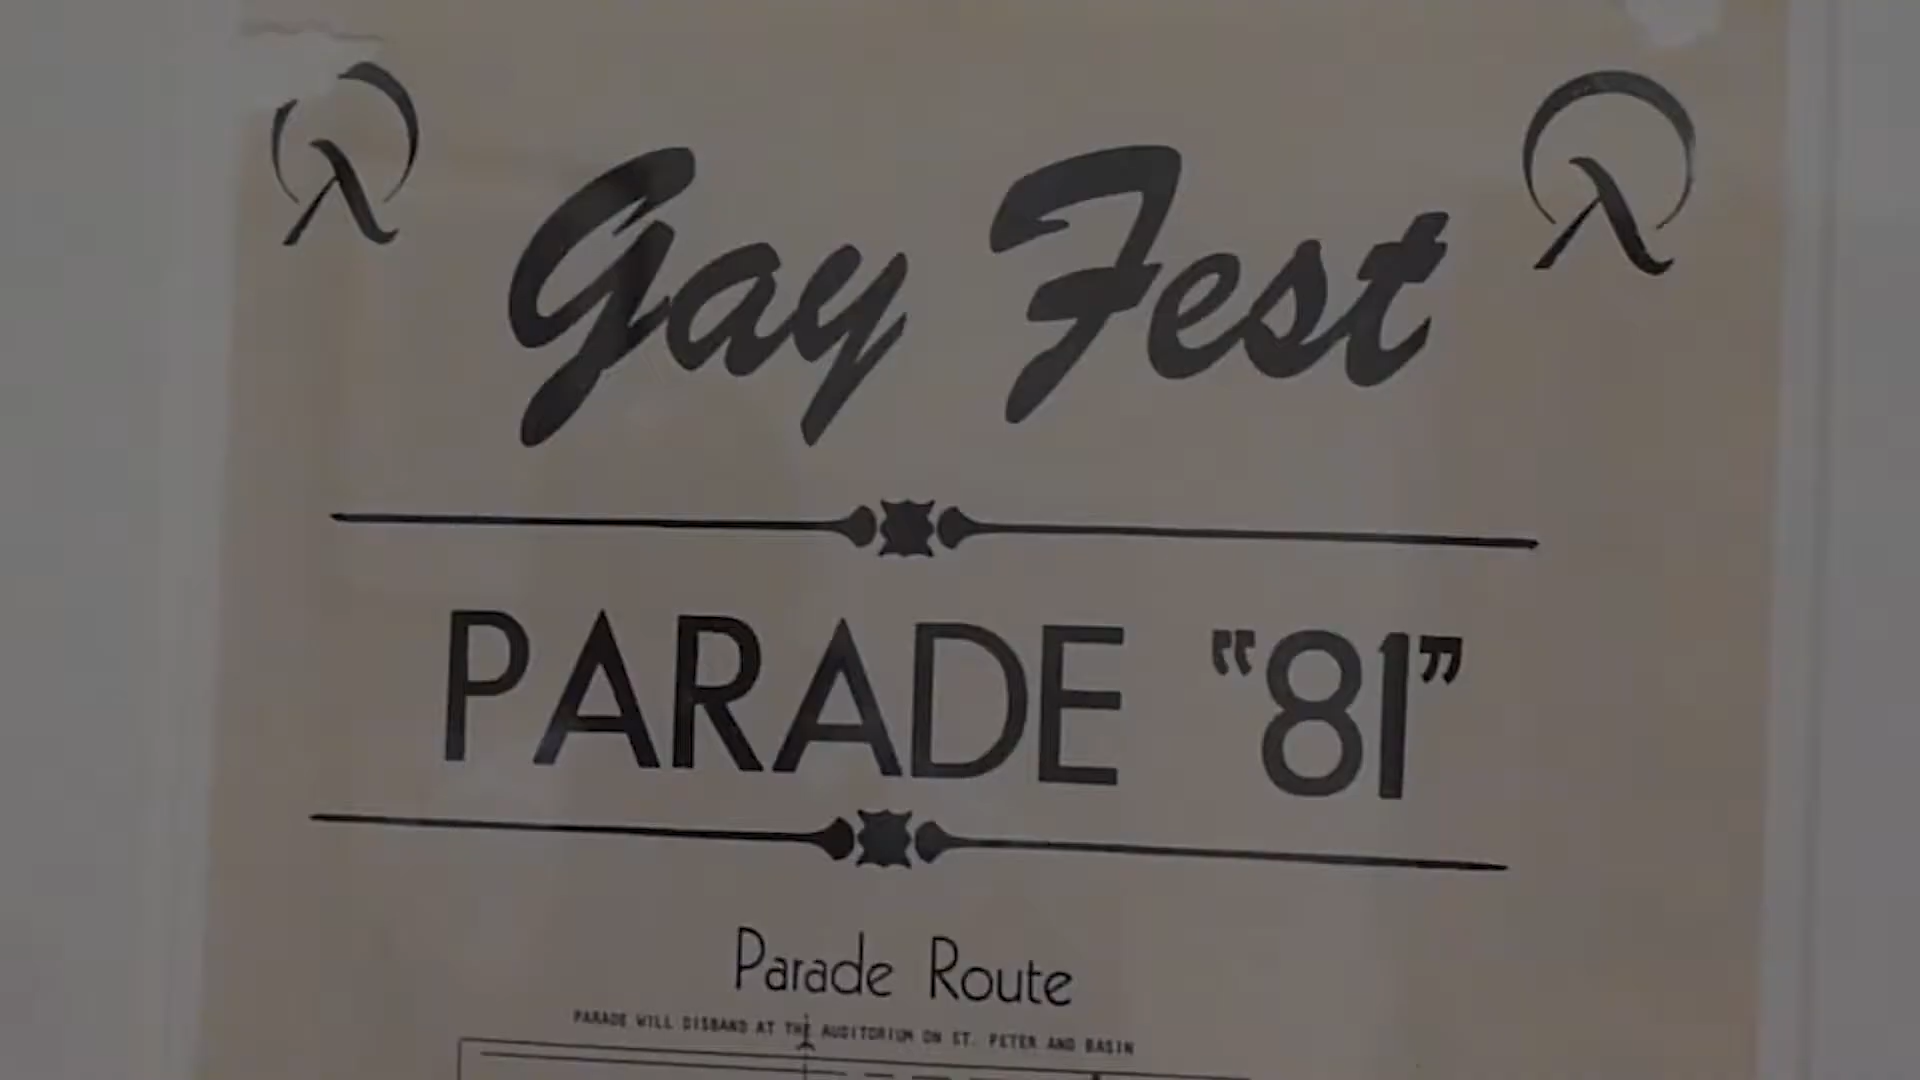 λ Gay Fest λ
PARADE "81"
Parade Route
PARADE WILL DISBAND AT THE AUDITORIUM ON ST. PETER AND BASIN